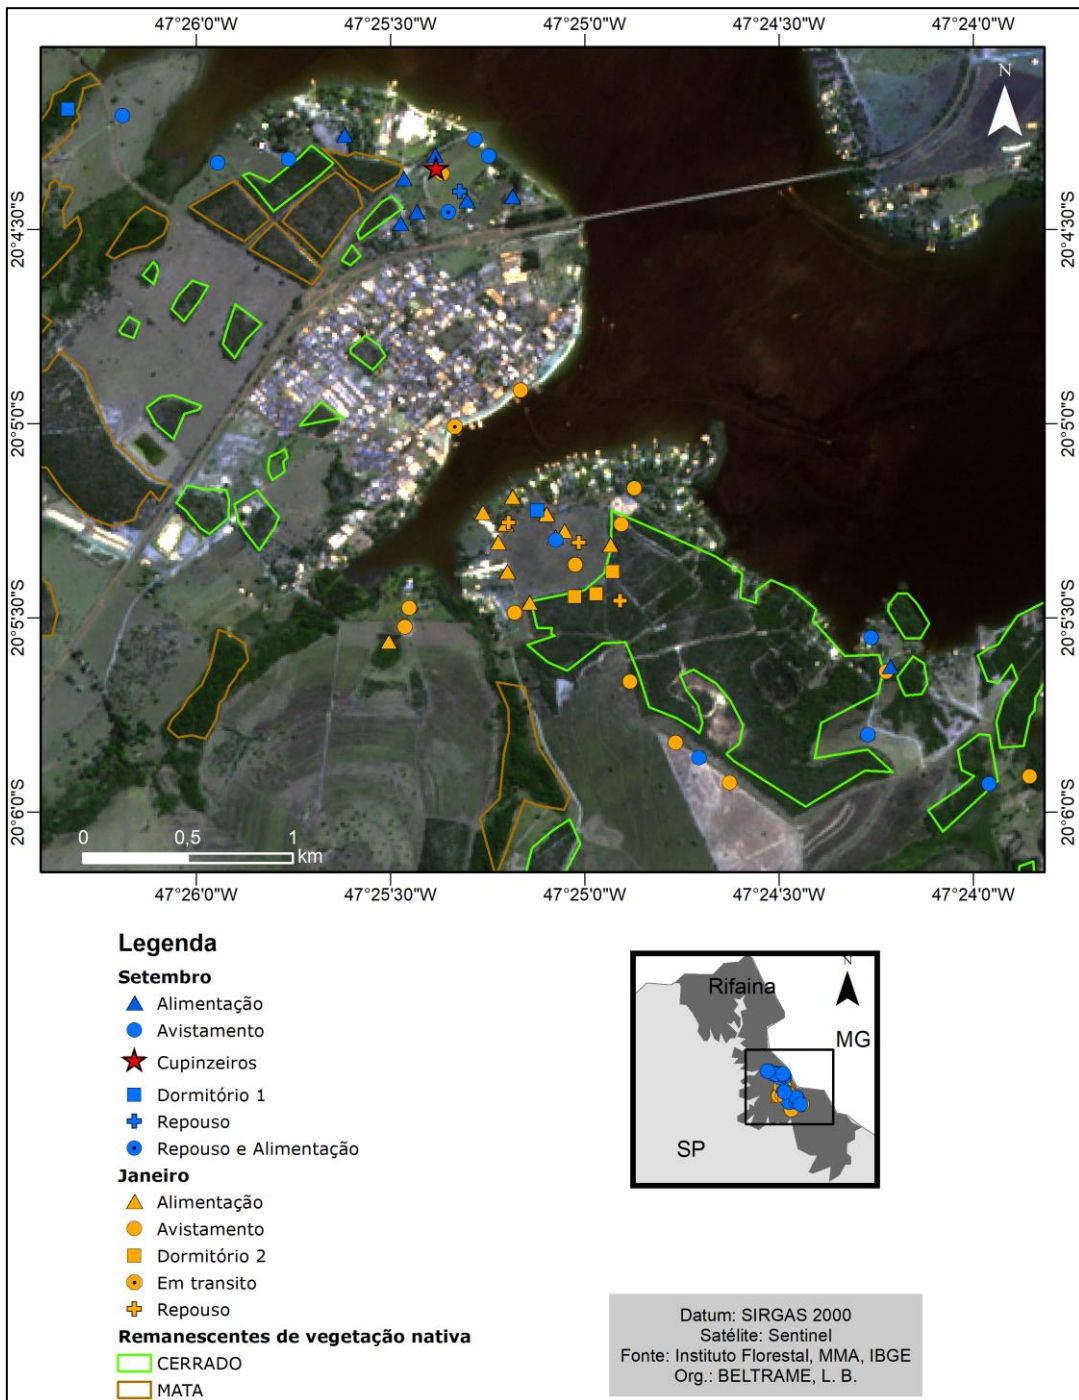 47°26'0"W 47°25'30"W 47°25'0"W 47°24'30"W 47°24'0"W
N
20°4'30"S 20°4'30"S
20°5'0"S 20°5'0"S
20°5'30"S 20°5'30"S
20°6'0"S 20°6'0"S
0 0,5 1
km
47°26'0"W 47°25'30"W 47°25'0"W 47°24'30"W 47°24'0"W
Legenda
Setembro
Alimentação
Avistamento
Cupinzeiros
Dormitório 1
Repouso
Repouso e Alimentação
Janeiro
Alimentação
Avistamento
Dormitório 2
Em transito
Repouso
Remanescentes de vegetação nativa
CERRADO
MATA
N
Rifaina
MG
SP
Datum: SIRGAS 2000
Satélite: Sentinel
Fonte: Instituto Florestal, MMA, IBGE
Org.: BELTRAME, L. B.